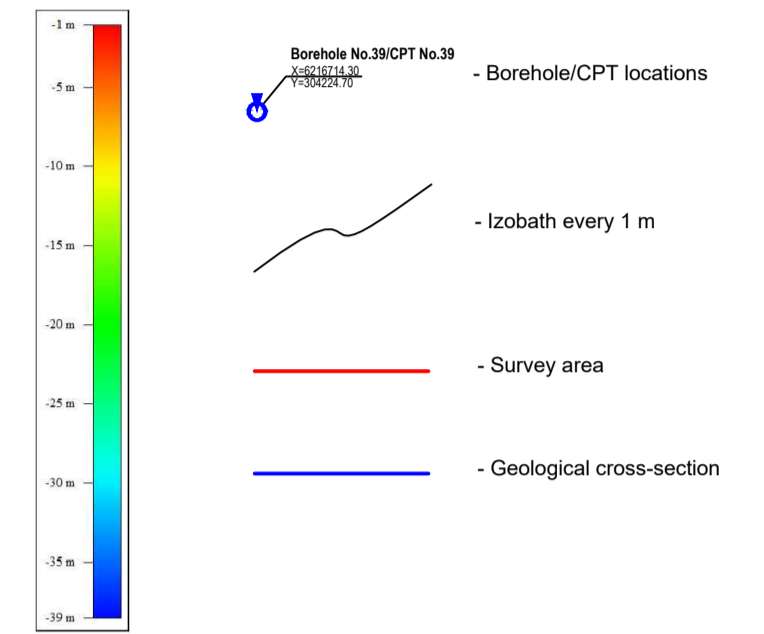 -1 m
-5 m
-10 m
-15 m
-20 m
-25 m
-30 m
-35 m
-39 m
Borehole No.39/CPT No.39
X=6216714.30
Y=304224.70
- Borehole/CPT locations
- Izobath every 1 m
- Survey area
- Geological cross-section